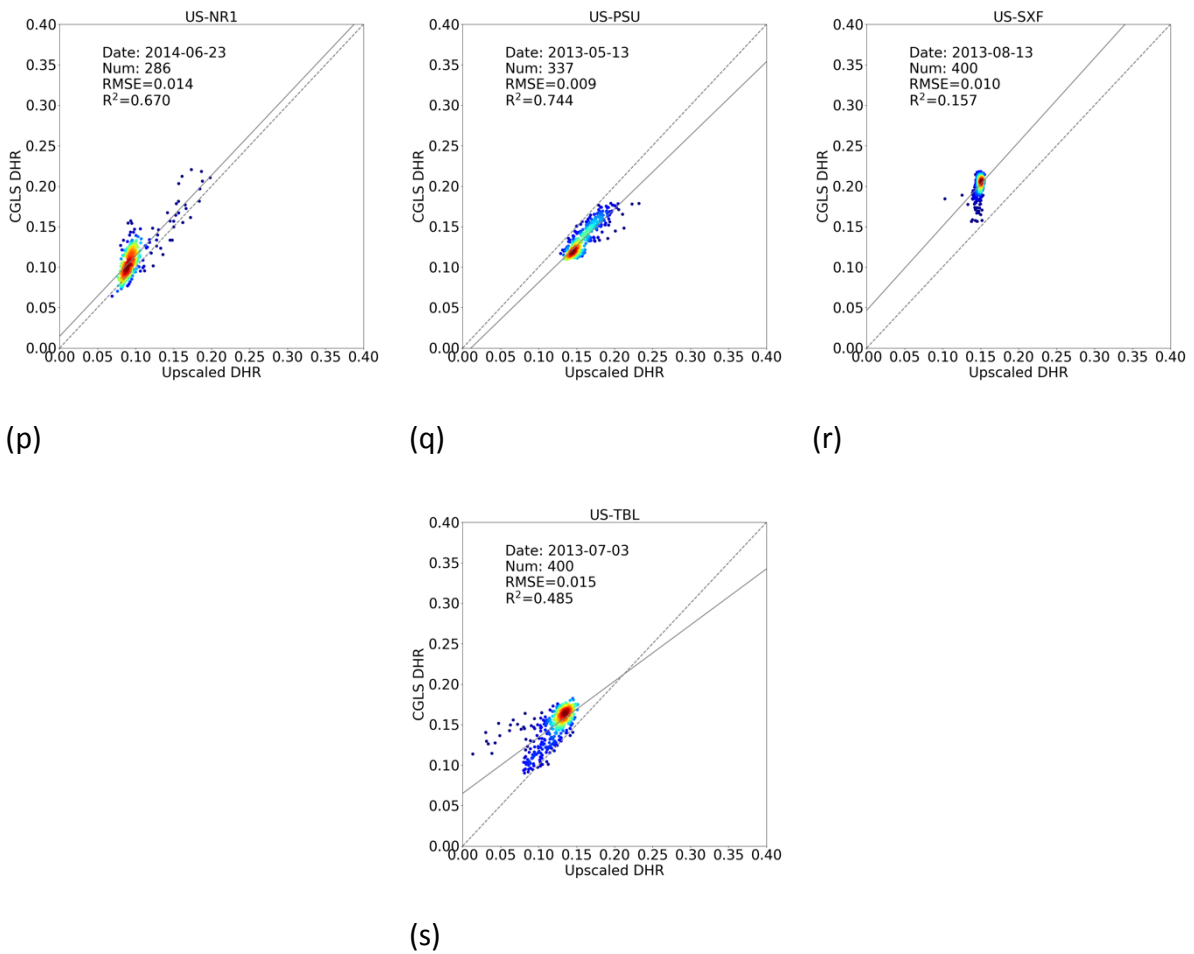 US-NR1
Date: 2014-06-23
Num: 286
RMSE=0.014
R²=0.670
0.40
0.35
0.30
0.25
0.20
0.15
0.10
0.05
0.00
CGLS DHR
0.00 0.05 0.10 0.15 0.20 0.25 0.30 0.35 0.40
Upscaled DHR
(p)
US-PSU
Date: 2013-05-13
Num: 337
RMSE=0.009
R²=0.744
0.40
0.35
0.30
0.25
0.20
0.15
0.10
0.05
0.00
CGLS DHR
0.00 0.05 0.10 0.15 0.20 0.25 0.30 0.35 0.40
Upscaled DHR
(q)
US-SXF
Date: 2013-08-13
Num: 400
RMSE=0.010
R²=0.157
0.40
0.35
0.30
0.25
0.20
0.15
0.10
0.05
0.00
CGLS DHR
0.00 0.05 0.10 0.15 0.20 0.25 0.30 0.35 0.40
Upscaled DHR
(r)
US-TBL
Date: 2013-07-03
Num: 400
RMSE=0.015
R²=0.485
0.40
0.35
0.30
0.25
0.20
0.15
0.10
0.05
0.00
CGLS DHR
0.00 0.05 0.10 0.15 0.20 0.25 0.30 0.35 0.40
Upscaled DHR
(s)